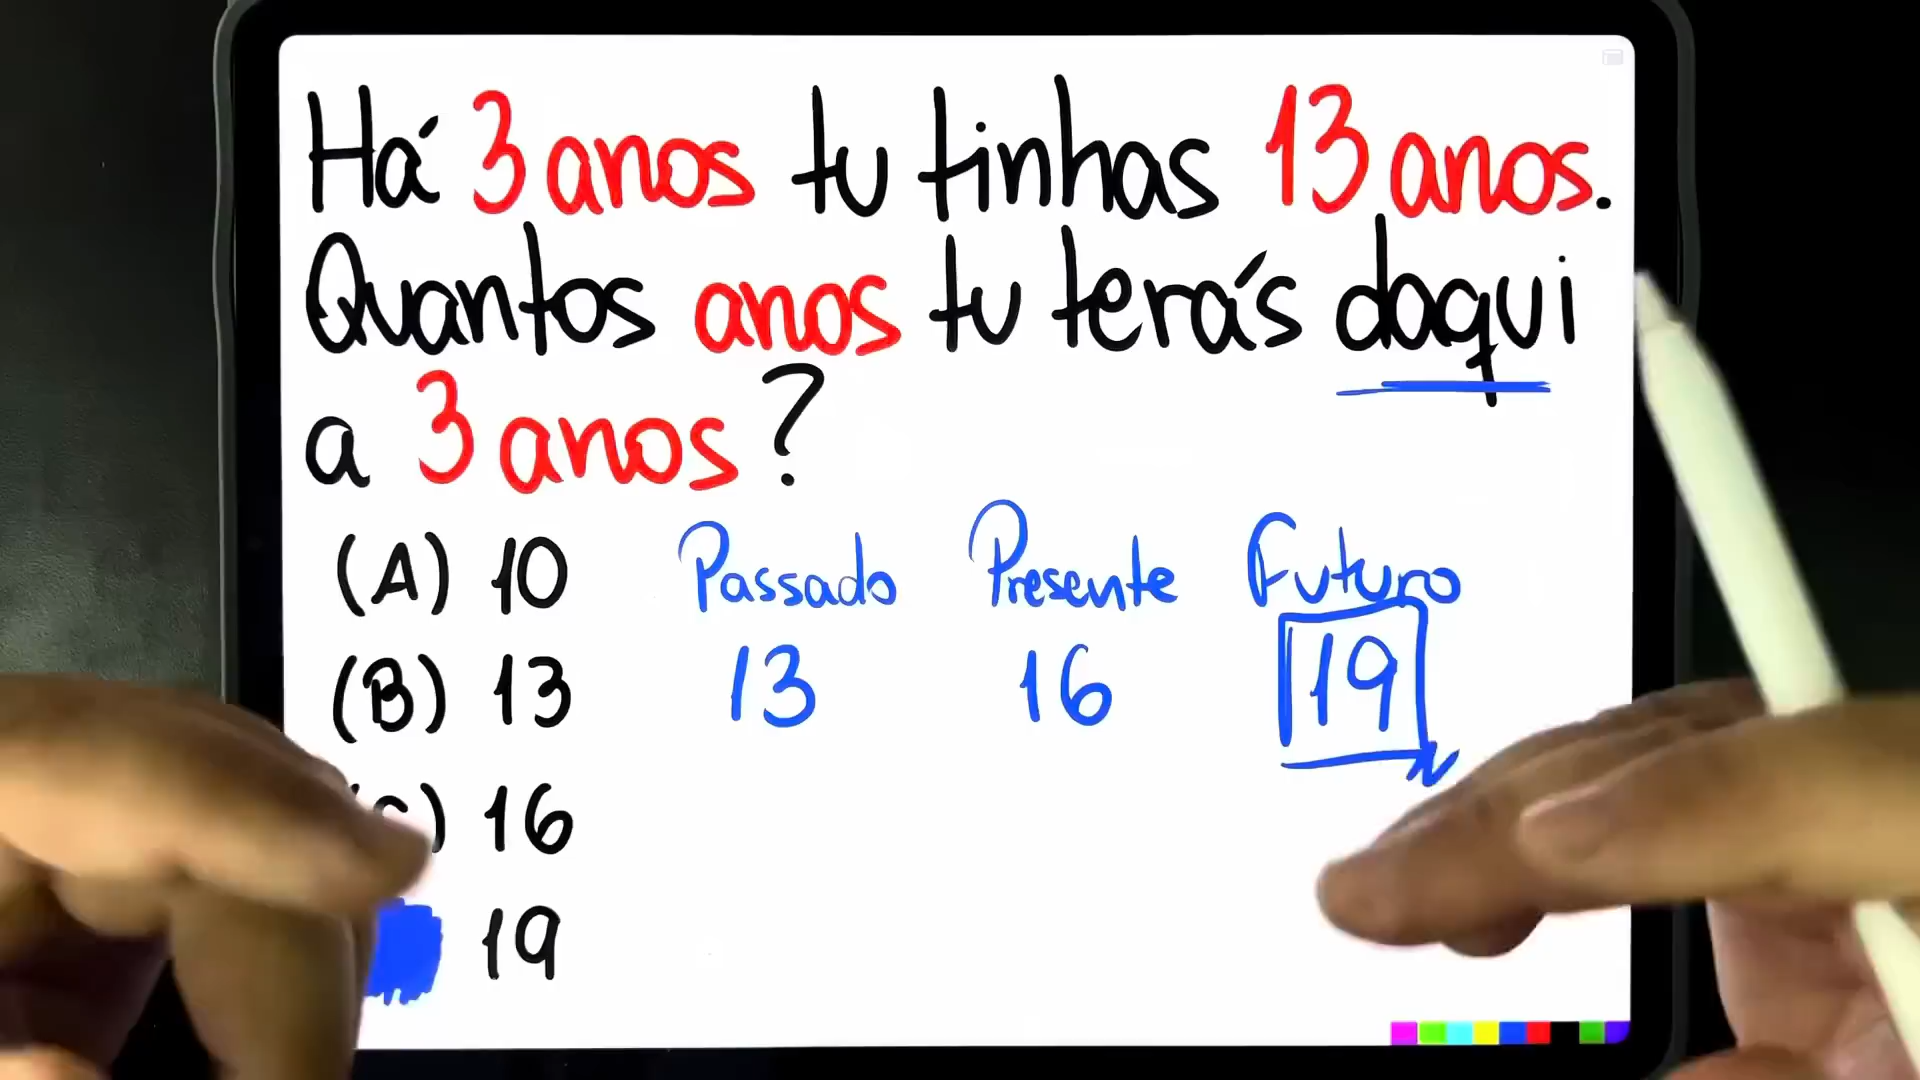 Há 3 anos tu tinhas 13 anos.
Quantos anos tu terás daqui
a 3 anos?
(A) 10
Passado Presente Futuro
(B) 13
13 16 19
) 16
19